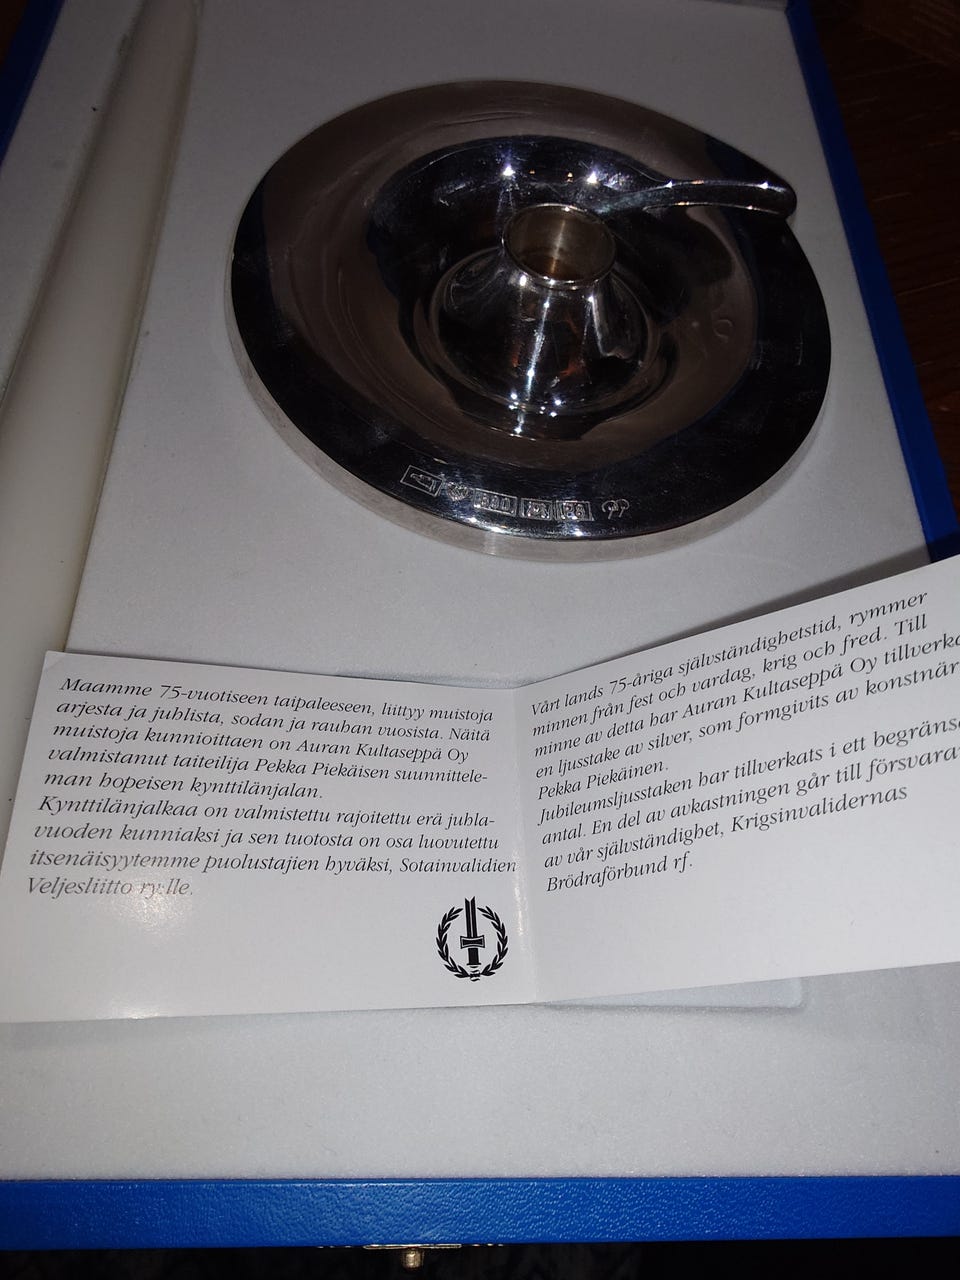 830
Maamme 75-vuotiseen taipaleeseen, liittyy muistoja
arjesta ja juhlista, sodan ja rauhan vuosista. Näitä
muistoja kunnioittaen on Auran Kultaseppä Oy
valmistanut taiteilija Pekka Piekäisen suunnittele-
man hopeisen kynttilänjalan.
Kynttilänjalkaa on valmistettu rajoitettu erä juhla-
vuoden kunniaksi ja sen tuotosta on osa luovutettu
itsenäisyytemme puolustajien hyväksi, Sotainvalidien
Veljesliitto ry:lle.
Vårt lands 75-åriga självständighetstid, rymmer
minnen från fest och vardag, krig och fred. Till
minne av detta har Auran Kultaseppä Oy tillverka
en ljusstake av silver, som formgivits av konstnär
Pekka Piekäinen.
Jubileumsljusstaken har tillverkats i ett begräns
antal. En del av avkastningen går till försvara
av vår självständighet, Krigsinvalidernas
Brödraförbund rf.